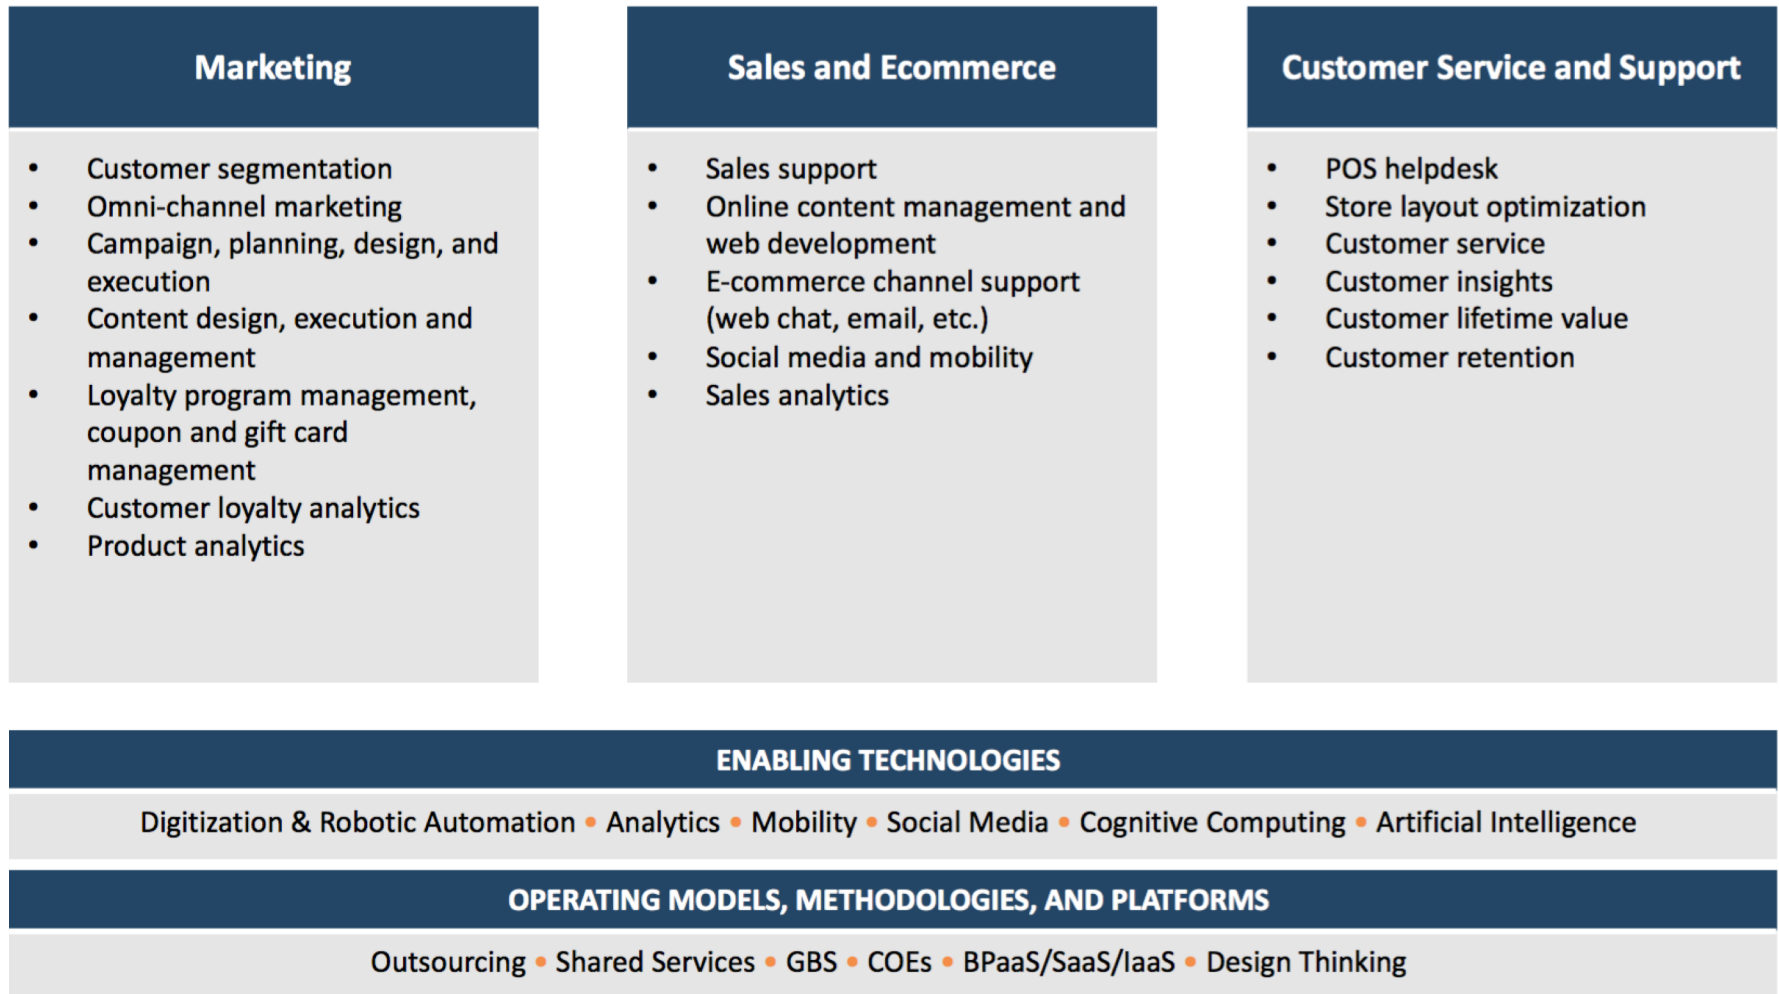 Marketing
• Customer segmentation
• Omni-channel marketing
• Campaign, planning, design, and
execution
• Content design, execution and
management
• Loyalty program management,
coupon and gift card
management
• Customer loyalty analytics
• Product analytics
Sales and Ecommerce
• Sales support
• Online content management and
web development
• E-commerce channel support
(web chat, email, etc.)
• Social media and mobility
• Sales analytics
Customer Service and Support
• POS helpdesk
• Store layout optimization
• Customer service
• Customer insights
• Customer lifetime value
• Customer retention
ENABLING TECHNOLOGIES
Digitization & Robotic Automation • Analytics • Mobility • Social Media • Cognitive Computing • Artificial Intelligence
OPERATING MODELS, METHODOLOGIES, AND PLATFORMS
Outsourcing • Shared Services • GBS • COEs • BPaaS/SaaS/IaaS • Design Thinking